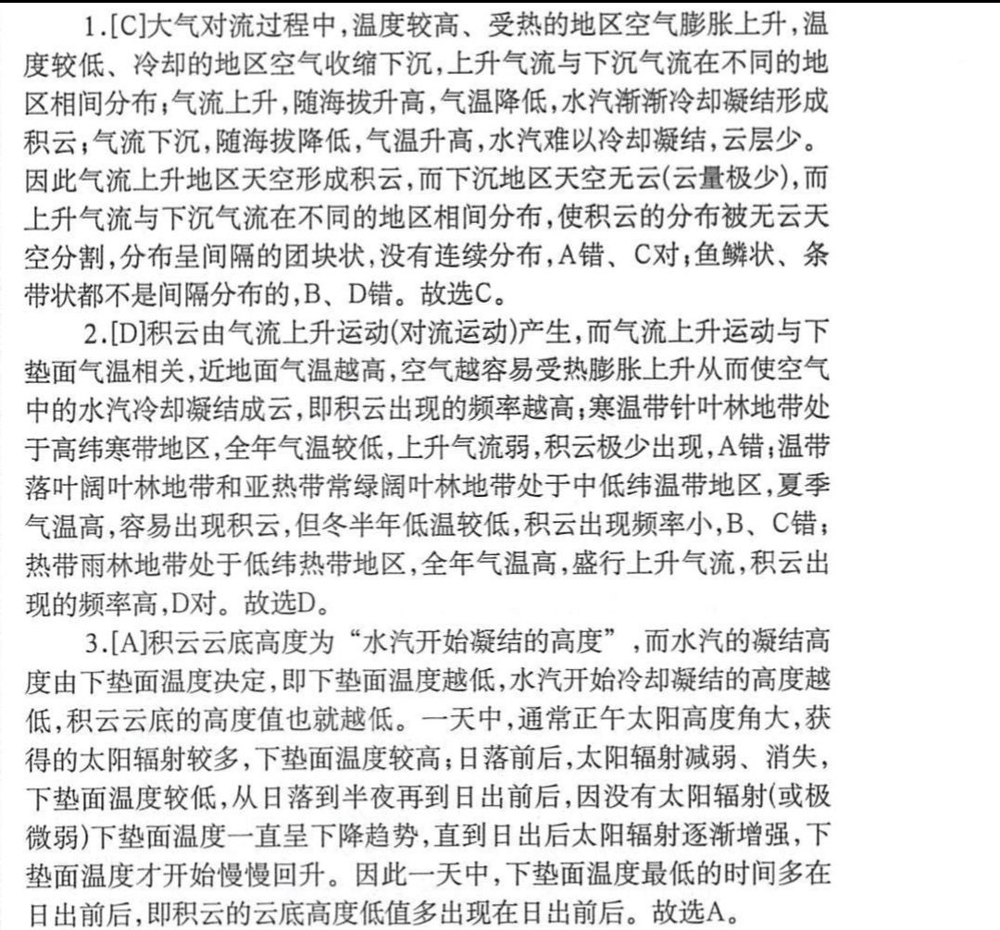 1.[C]大气对流过程中,温度较高、受热的地区空气膨胀上升,温
度较低、冷却的地区空气收缩下沉,上升气流与下沉气流在不同的地
区相间分布;气流上升,随海拔升高,气温降低,水汽渐渐冷却凝结形成
积云;气流下沉,随海拔降低,气温升高,水汽难以冷却凝结,云层少。
因此气流上升地区天空形成积云,而下沉地区天空无云(云量极少),而
上升气流与下沉气流在不同的地区相间分布,使积云的分布被无云天
空分割,分布呈间隔的团块状,没有连续分布,A错、C对;鱼鳞状、条
带状都不是间隔分布的,B、D错。故选C。
2.[D]积云由气流上升运动(对流运动)产生,而气流上升运动与下
垫面气温相关,近地面气温越高,空气越容易受热膨胀上升从而使空气
中的水汽冷却凝结成云,即积云出现的频率越高;寒温带针叶林地带处
于高纬寒带地区,全年气温较低,上升气流弱,积云极少出现,A错;温带
落叶阔叶林地带和亚热带常绿阔叶林地带处于中低纬温带地区,夏季
气温高,容易出现积云,但冬半年低温较低,积云出现频率小,B、C错;
热带雨林地带处于低纬热带地区,全年气温高,盛行上升气流,积云出
现的频率高,D对。故选D。
3.[A]积云云底高度为“水汽开始凝结的高度”,而水汽的凝结高
度由下垫面温度决定,即下垫面温度越低,水汽开始冷却凝结的高度越
低,积云云底的高度值也就越低。一天中,通常正午太阳高度角大,获
得的太阳辐射较多,下垫面温度较高;日落前后,太阳辐射减弱、消失,
下垫面温度较低,从日落到半夜再到日出前后,因没有太阳辐射(或极
微弱)下垫面温度一直呈下降趋势,直到日出后太阳辐射逐渐增强,下
垫面温度才开始慢慢回升。因此一天中,下垫面温度最低的时间多在
日出前后,即积云的云底高度低值多出现在日出前后。故选A。